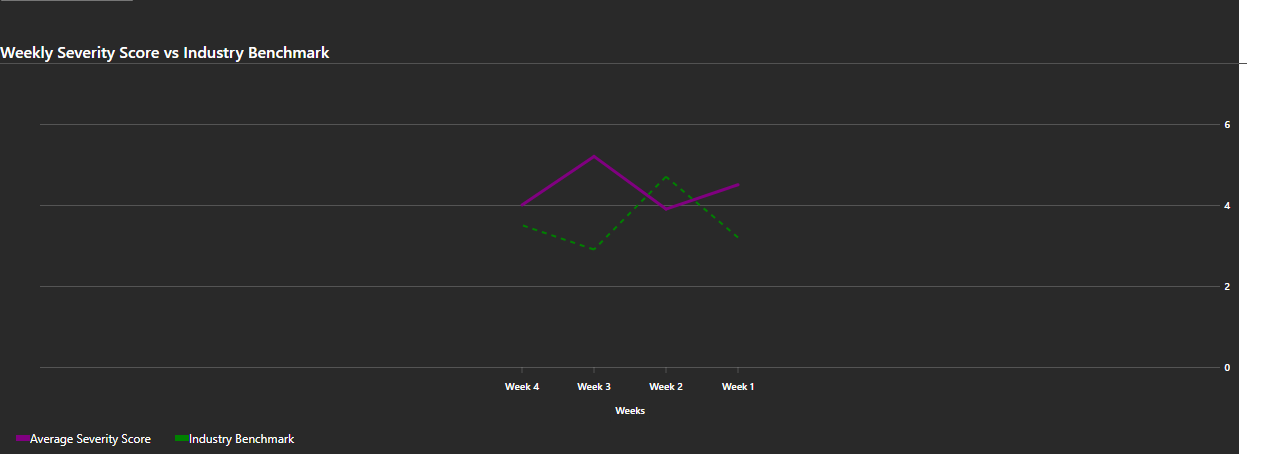 Weekly Severity Score vs Industry Benchmark
6
4
2
0
Week 4 Week 3 Week 2 Week 1
Weeks
Average Severity Score Industry Benchmark